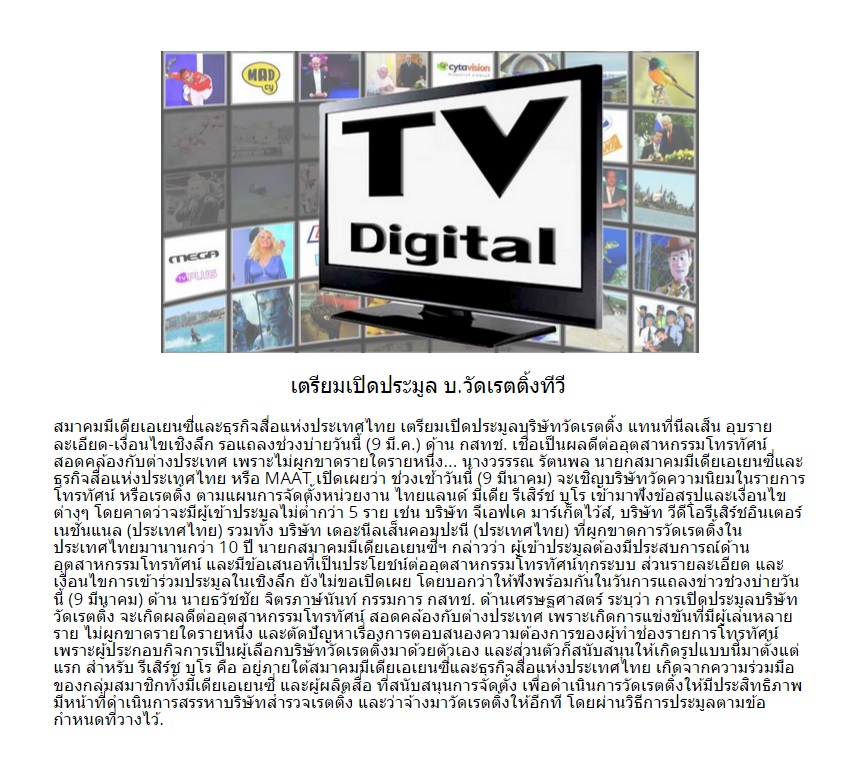 MAD
cy
cytavision
TV
Digital
MEGA
TVPLUS
เตรียมเปิดประมูล บ.วัดเรตติ้งทีวี
สมาคมมีเดียเอเยนซี่และธุรกิจสื่อแห่งประเทศไทย เตรียมเปิดประมูลบริษัทวัดเรตติ้ง แทนที่นีลเส็น อุบราย
ละเอียด-เงื่อนไขเชิงลึก รอแถลงช่วงบ่ายวันนี้ (9 มี.ค.) ด้าน กสทช. เชื่อเป็นผลดีต่ออุตสาหกรรมโทรทัศน์
สอดคล้องกับต่างประเทศ เพราะไม่ผูกขาดรายใดรายหนึ่ง... นางวรรณ รัตนพล นายกสมาคมมีเดียเอเยนซี่และ
ธุรกิจสื่อแห่งประเทศไทย หรือ MAAT เปิดเผยว่า ช่วงเช้าวันนี้ (9 มีนาคม) จะเชิญบริษัทวัดความนิยมในรายการ
โทรทัศน์ หรือเรตติ้ง ตามแผนการจัดตั้งหน่วยงาน ไทยแลนด์ มีเดีย รีเสิร์ช บูโร เข้ามาฟังข้อสรุปและเงื่อนไข
ต่างๆ โดยคาดว่าจะมีผู้เข้าประมูลไม่ต่ำกว่า 5 ราย เช่น บริษัท จีเอฟเค มาร์เก็ตไว้ส์, บริษัท วีดีโอรีเสิร์ชอินเตอร์
เนชั่นแนล (ประเทศไทย) รวมทั้ง บริษัท เดอะนีลเส็นคอมปะนี (ประเทศไทย) ที่ผูกขาดการวัดเรตติ้งใน
ประเทศไทยมานานกว่า 10 ปี นายกสมาคมมีเดียเอเยนซี่ฯ กล่าวว่า ผู้เข้าประมูลต้องมีประสบการณ์ด้าน
อุตสาหกรรมโทรทัศน์ และมีข้อเสนอที่เป็นประโยชน์ต่ออุตสาหกรรมโทรทัศน์ทุกระบบ ส่วนรายละเอียด และ
เงื่อนไขการเข้าร่วมประมูลในเชิงลึก ยังไม่ขอเปิดเผย โดยบอกว่าให้ฟังพร้อมกันในวันการแถลงข่าวช่วงบ่ายวัน
นี้ (9 มีนาคม) ด้าน นายธวัชชัย จิตรภาษ์นันท์ กรรมการ กสทช. ด้านเศรษฐศาสตร์ ระบุว่า การเปิดประมูลบริษัท
วัดเรตติ้ง จะเกิดผลดีต่ออุตสาหกรรมโทรทัศน์ สอดคล้องกับต่างประเทศ เพราะเกิดการแข่งขันที่มีผู้เล่นหลาย
ราย ไม่ผูกขาดรายใดรายหนึ่ง และตัดปัญหาเรื่องการตอบสนองความต้องการของผู้ทำช่องรายการโทรทัศน์
เพราะผู้ประกอบกิจการเป็นผู้เลือกบริษัทวัดเรตติ้งมาด้วยตัวเอง และส่วนตัวก็สนับสนุนให้เกิดรูปแบบนี้มาตั้งแต่
แรก สำหรับ รีเสิร์ช บูโร คือ อยู่ภายใต้สมาคมมีเดียเอเยนซี่และธุรกิจสื่อแห่งประเทศไทย เกิดจากความร่วมมือ
ของกลุ่มสมาชิกทั้งมีเดียเอเยนซี่ และผู้ผลิตสื่อ ที่สนับสนุนการจัดตั้ง เพื่อดำเนินการวัดเรตติ้งให้มีประสิทธิภาพ
มีหน้าที่ดำเนินการสรรหาบริษัทสำรวจเรตติ้ง และว่าจ้างมาวัดเรตติ้งให้อีกที โดยผ่านวิธีการประมูลตามข้อ
กำหนดที่วางไว้.